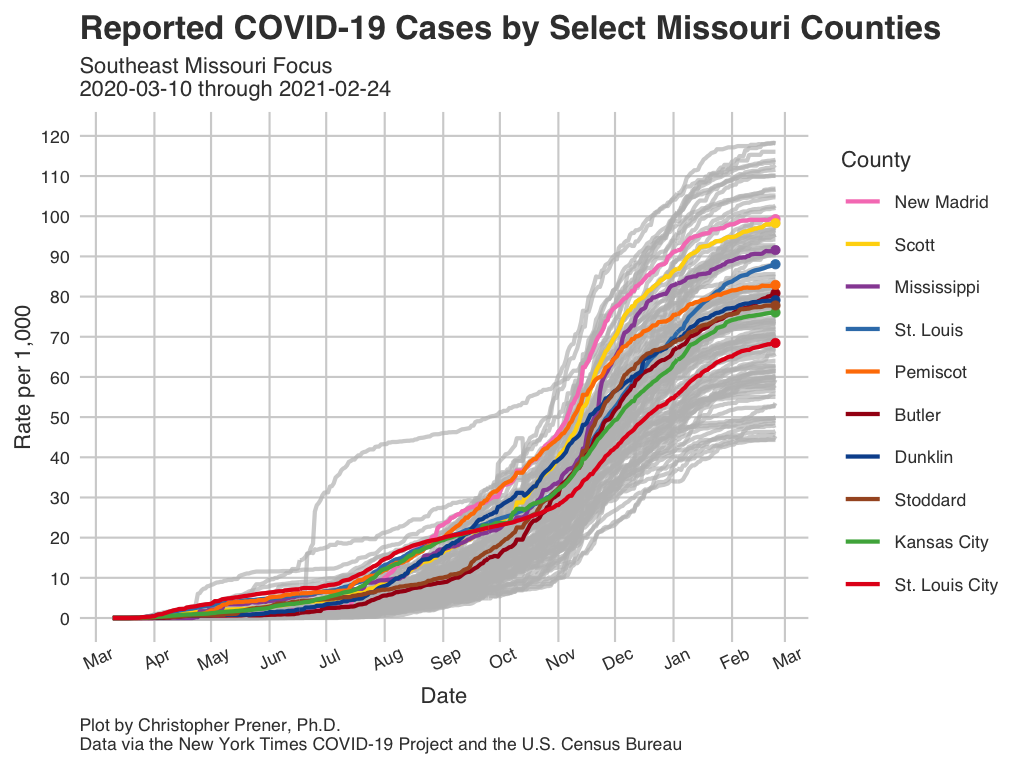 Reported COVID-19 Cases by Select Missouri Counties
Southeast Missouri Focus
2020-03-10 through 2021-02-24
120
110
100
90
80
70
60
50
40
30
20
10
0
Rate per 1,000
Mar
Apr
May
Jun
Jul
Aug
Sep
Oct
Nov
Dec
Jan
Feb
Mar
Date
County
New Madrid
Scott
Mississippi
St. Louis
Pemiscot
Butler
Dunklin
Stoddard
Kansas City
St. Louis City
Plot by Christopher Prener, Ph.D.
Data via the New York Times COVID-19 Project and the U.S. Census Bureau